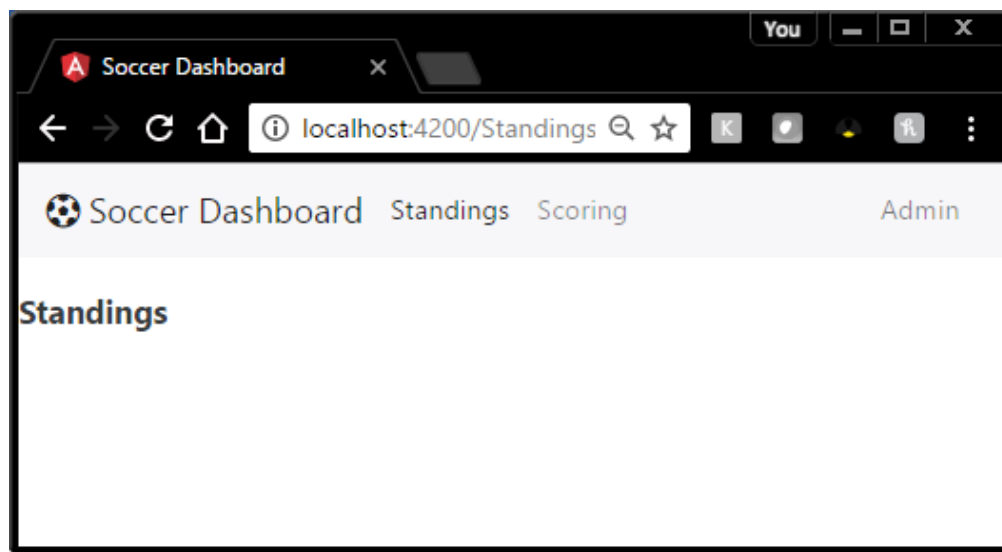 You
Soccer Dashboard
localhost:4200/Standings
K
h
Soccer Dashboard Standings Scoring Admin
Standings